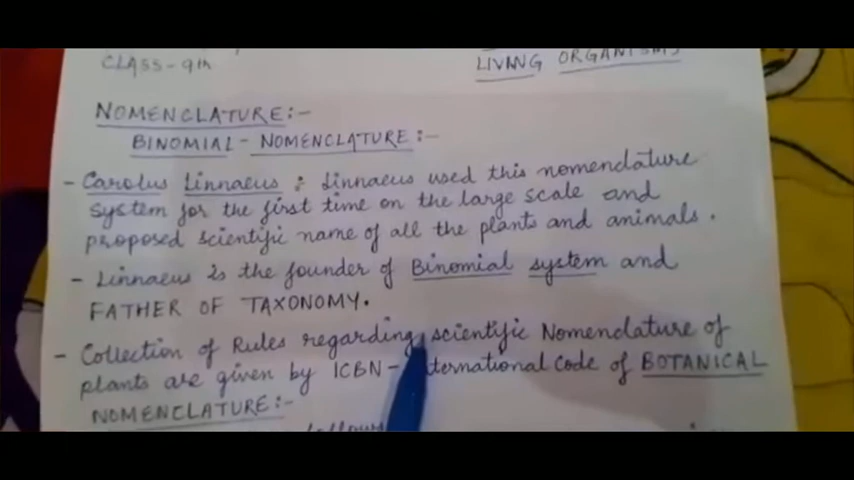 CLASS-9th
LIVING ORGANISMS
NOMENCLATURE:-
BINOMIAL-NOMENCLATURE:-
- Carolus Linnaeus : Linnaeus used this nomenclature
system for the first time on the large scale and
proposed scientific name of all the plants and animals.
- Linnaeus is the founder of Binomial system and
FATHER OF TAXONOMY.
- Collection of Rules regarding scientific Nomenclature of
plants are given by ICBN- International Code of BOTANICAL
NOMENCLATURE:-